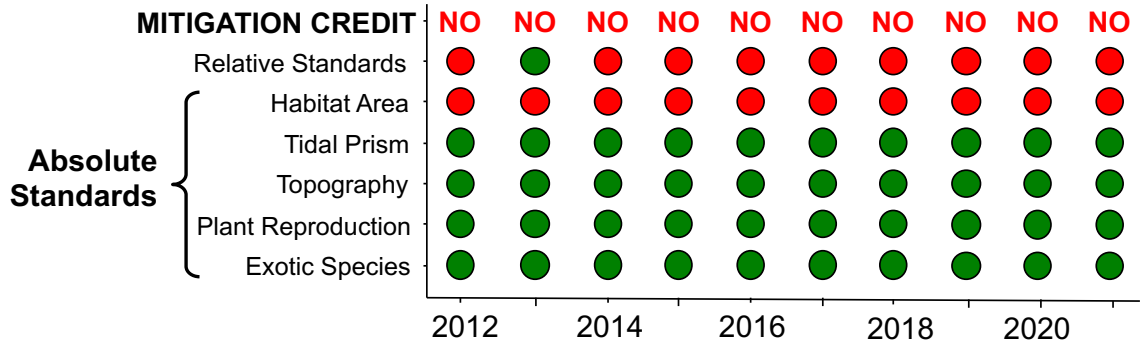 MITIGATION CREDIT NO NO NO NO NO NO NO NO NO NO
Relative Standards
Habitat Area
Tidal Prism
Topography
Plant Reproduction
Exotic Species
Absolute
Standards
2012 2014 2016 2018 2020